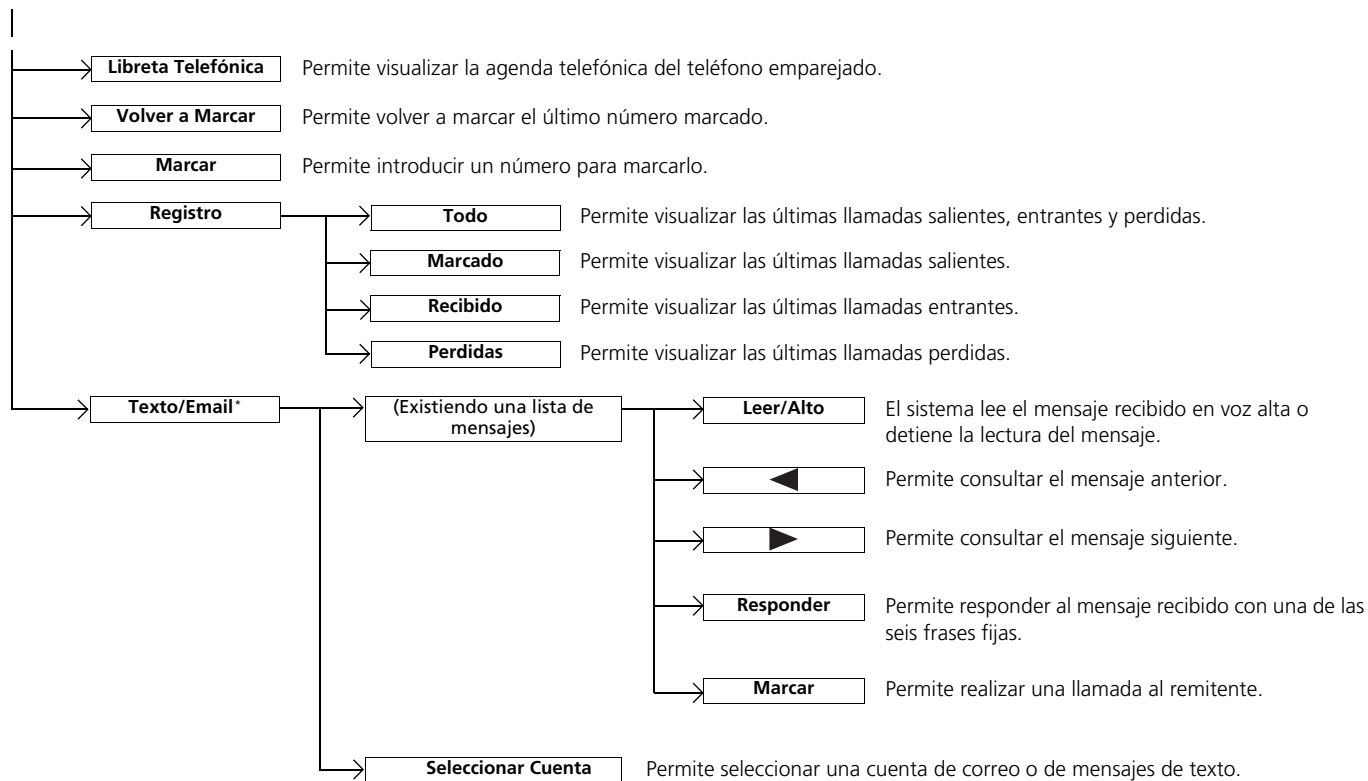 Libreta Telefónica Permite visualizar la agenda telefónica del teléfono emparejado.
Volver a Marcar Permite volver a marcar el último número marcado.
Marcar Permite introducir un número para marcarlo.
Registro Todo Permite visualizar las últimas llamadas salientes, entrantes y perdidas.
Marcado Permite visualizar las últimas llamadas salientes.
Recibido Permite visualizar las últimas llamadas entrantes.
Perdidas Permite visualizar las últimas llamadas perdidas.
Texto/Email* (Existiendo una lista de
mensajes)
Leer/Alto El sistema lee el mensaje recibido en voz alta o
detiene la lectura del mensaje.
Permite consultar el mensaje anterior.
Permite consultar el mensaje siguiente.
Responder Permite responder al mensaje recibido con una de las
seis frases fijas.
Marcar Permite realizar una llamada al remitente.
Seleccionar Cuenta Permite seleccionar una cuenta de correo o de mensajes de texto.